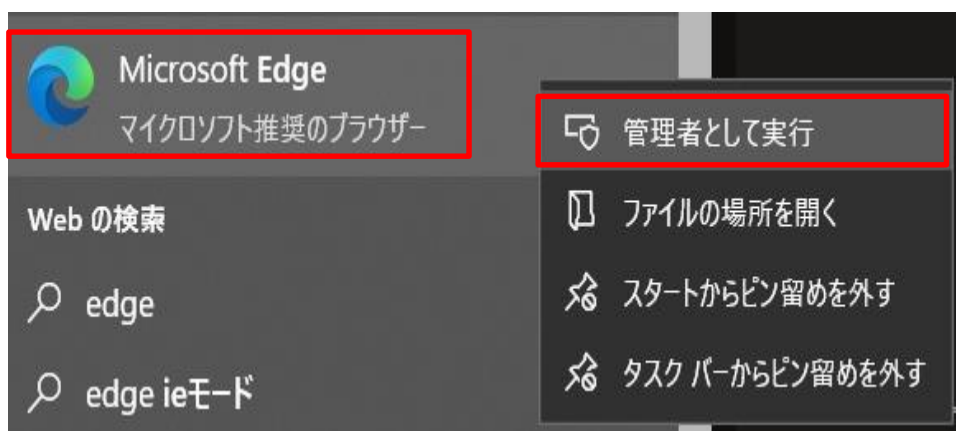 Microsoft Edge
マイクロソフト推奨のブラウザー
Web の検索
edge
edge ieモード
管理者として実行
ファイルの場所を開く
スタートからピン留めを外す
タスク バーからピン留めを外す